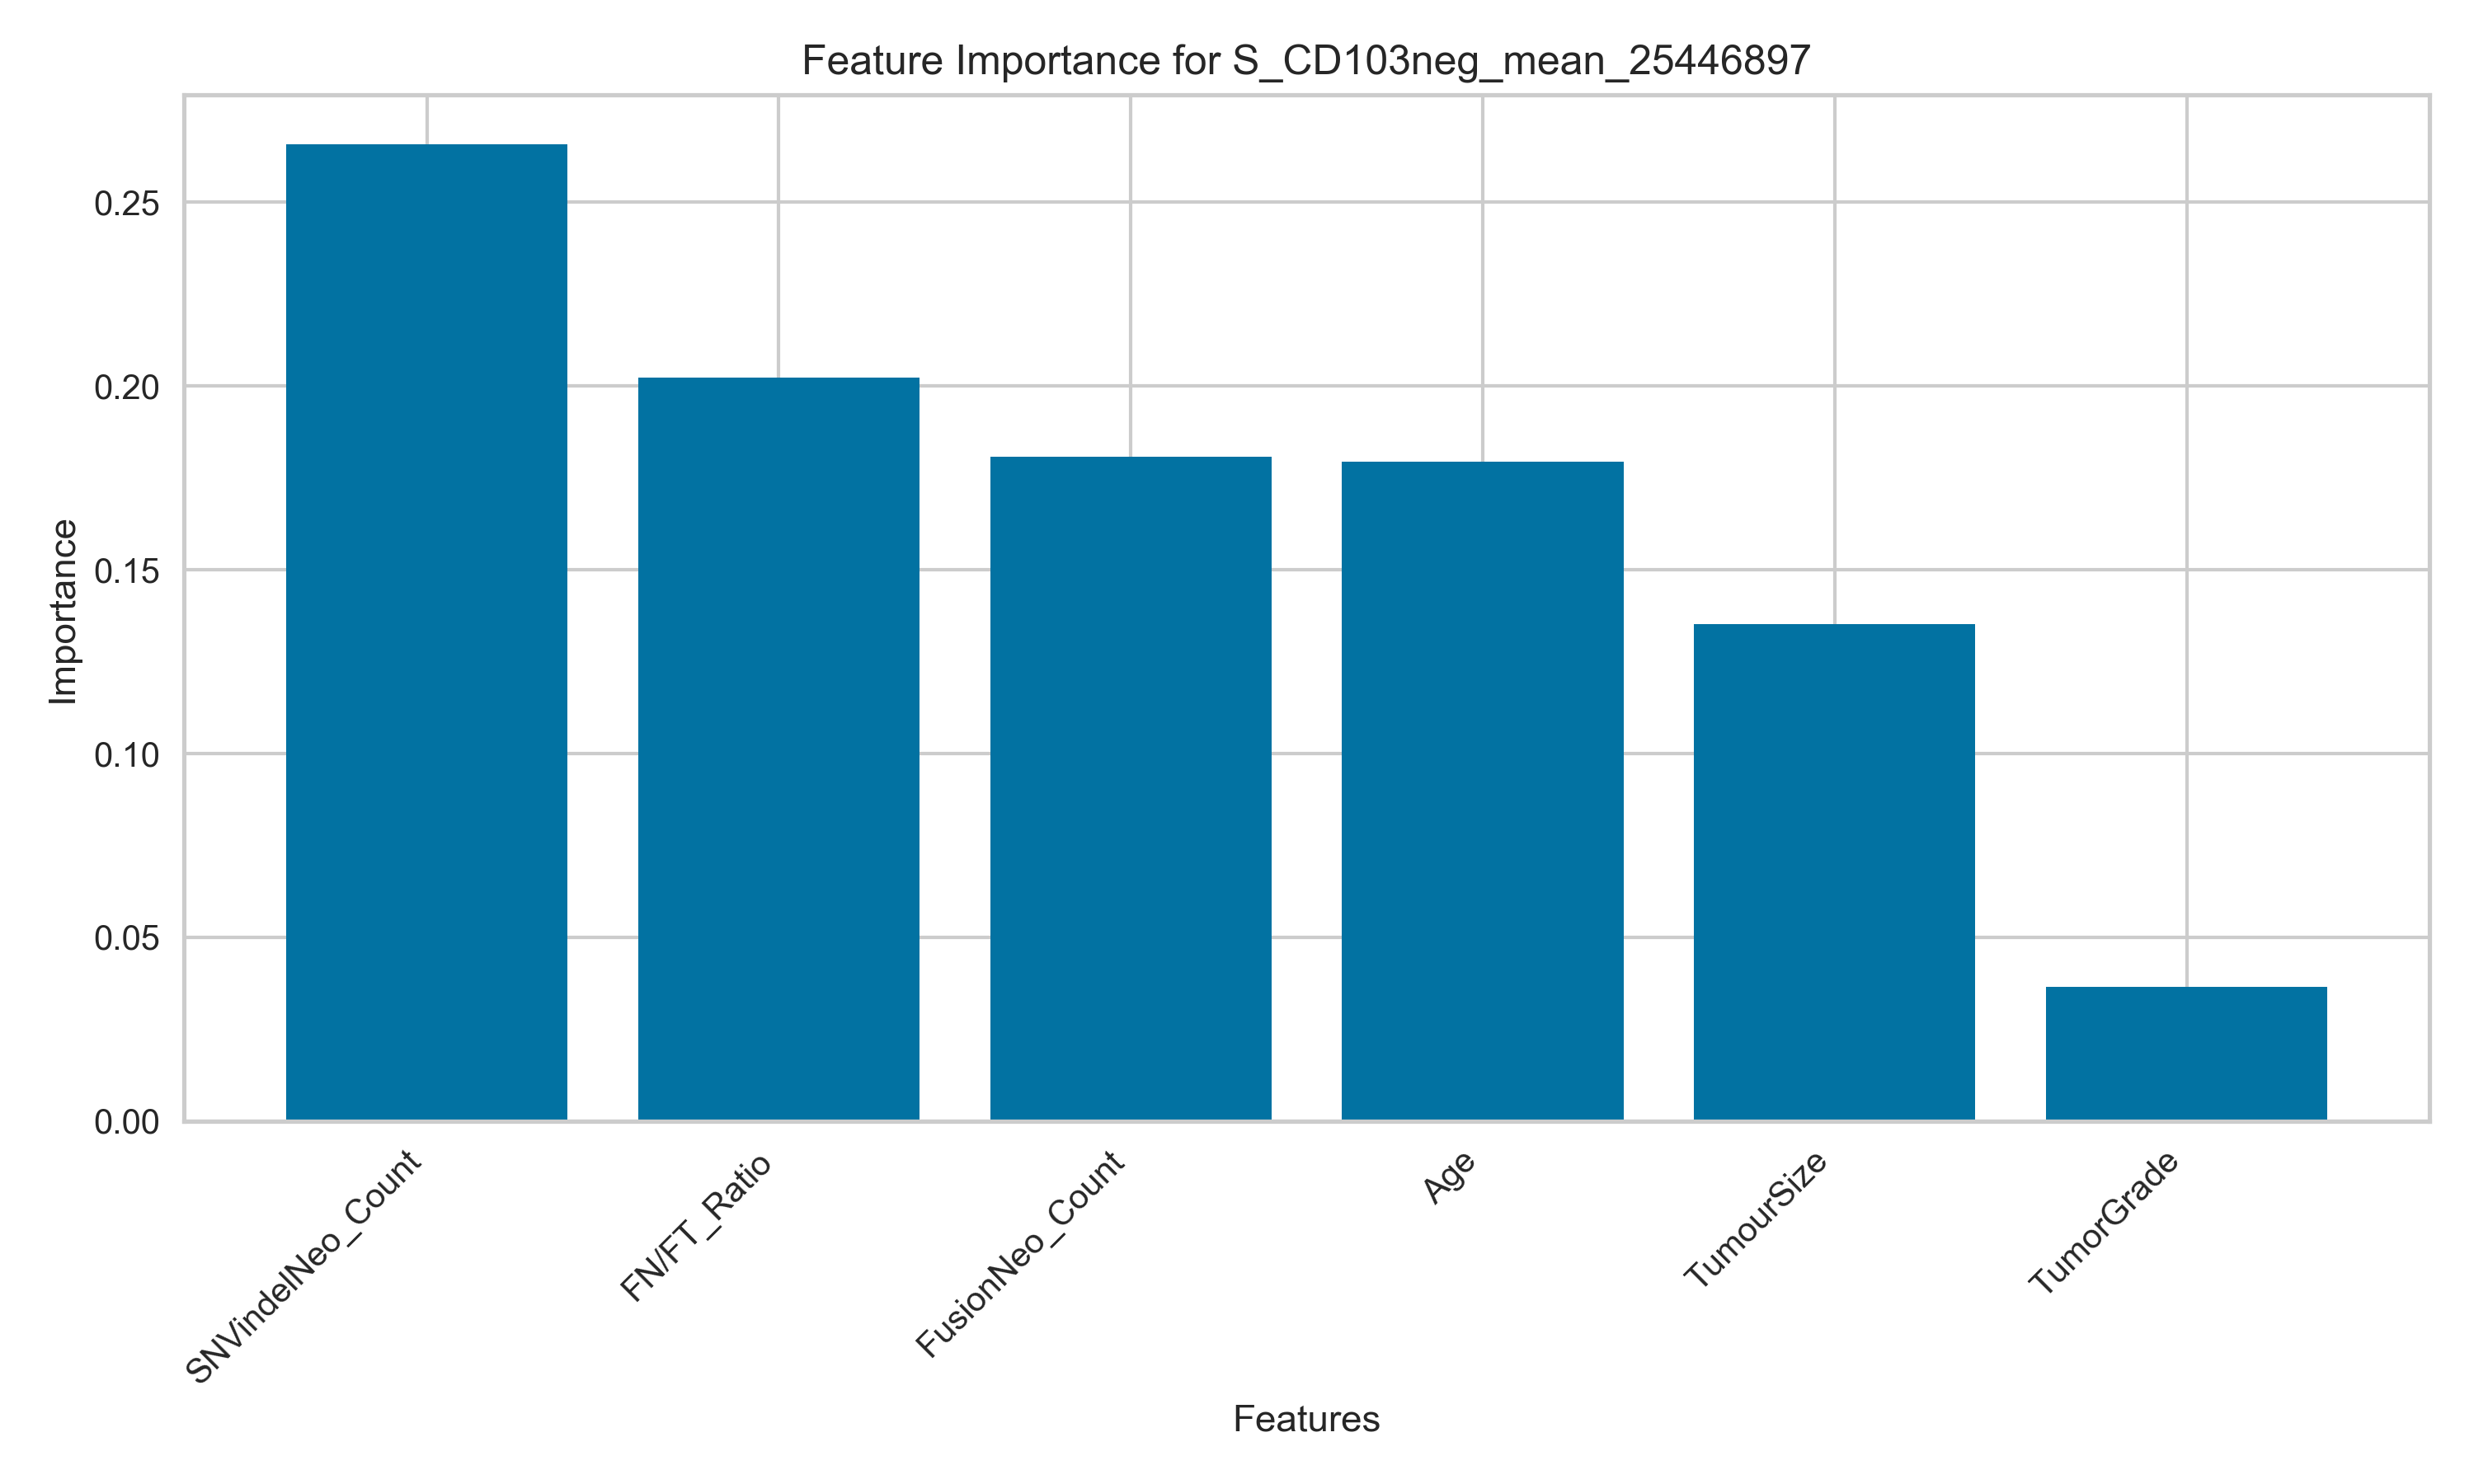 Feature Importance for S_CD103neg_mean_25446897
Importance
0.25
0.20
0.15
0.10
0.05
0.00
SNVindelNeo_Count
FN/FT_Ratio
FusionNeo_Count
Age
TumourSize
TumorGrade
Features